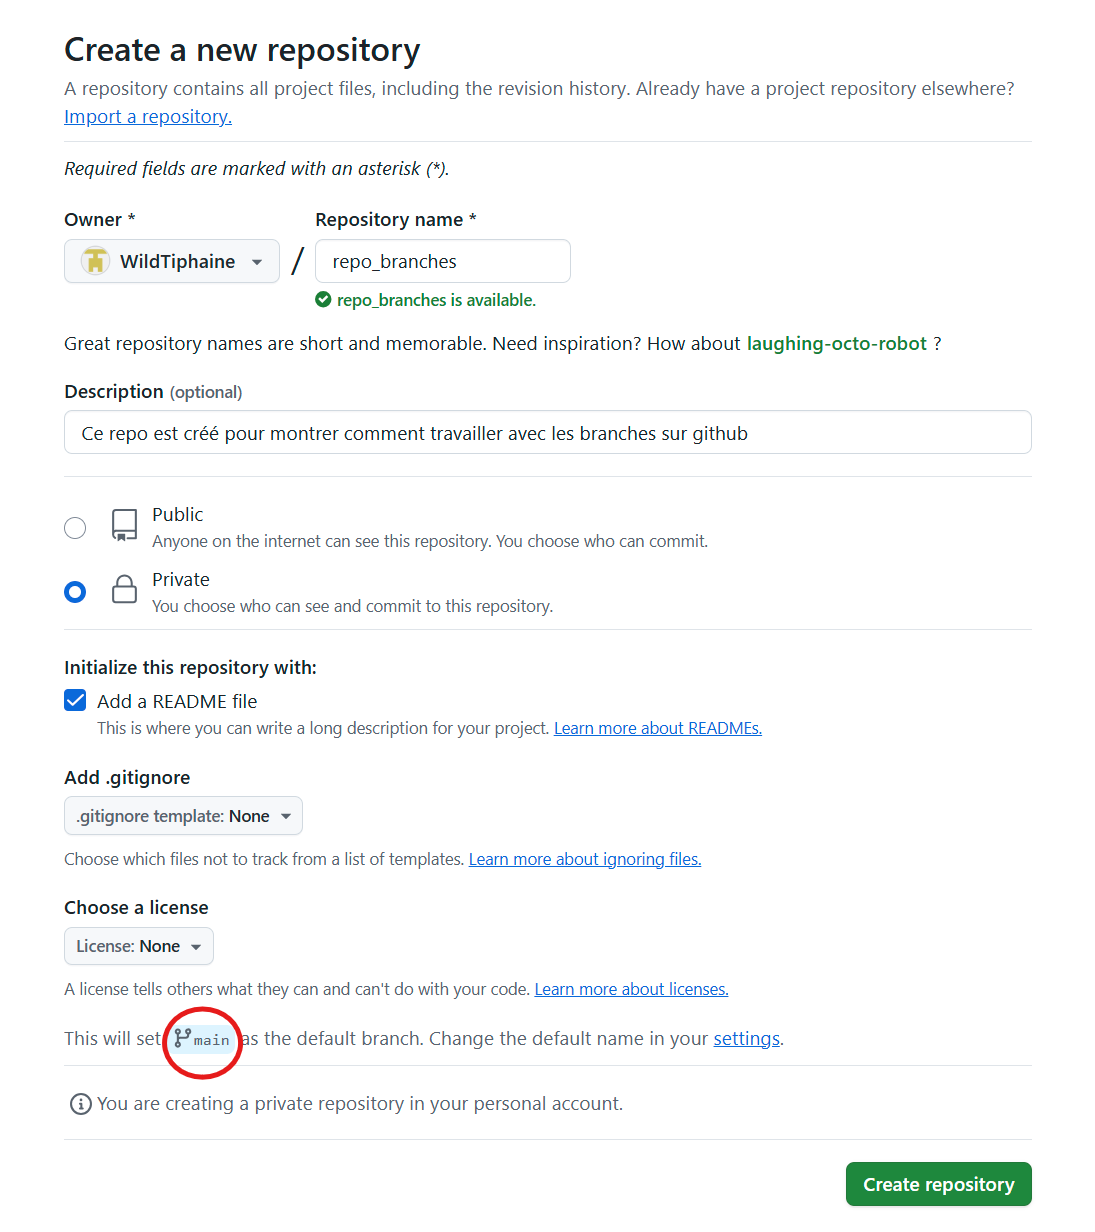 Create a new repository
A repository contains all project files, including the revision history. Already have a project repository elsewhere?
Import a repository.
Required fields are marked with an asterisk (*).
Owner *
Repository name *
WildTiphaine
/
repo_branches
repo_branches is available.
Great repository names are short and memorable. Need inspiration? How about laughing-octo-robot ?
Description (optional)
Ce repo est créé pour montrer comment travailler avec les branches sur github
Public
Anyone on the internet can see this repository. You choose who can commit.
Private
You choose who can see and commit to this repository.
Initialize this repository with:
Add a README file
This is where you can write a long description for your project. Learn more about READMEs.
Add .gitignore
.gitignore template: None
Choose which files not to track from a list of templates. Learn more about ignoring files.
Choose a license
License: None
A license tells others what they can and can't do with your code. Learn more about licenses.
This will set main as the default branch. Change the default name in your settings.
You are creating a private repository in your personal account.
Create repository